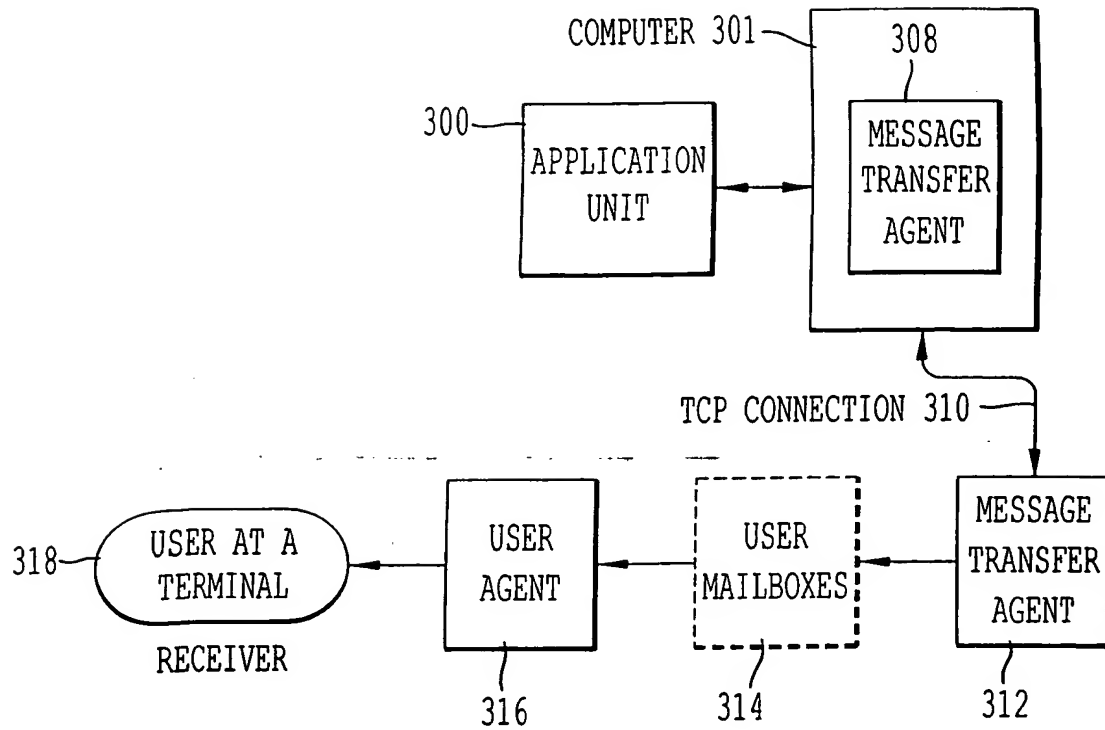 COMPUTER 301
308
300
APPLICATION
UNIT
MESSAGE
TRANSFER
AGENT
TCP CONNECTION 310
318
USER AT A
TERMINAL
RECEIVER
USER
AGENT
316
USER
MAILBOXES
314
MESSAGE
TRANSFER
AGENT
312